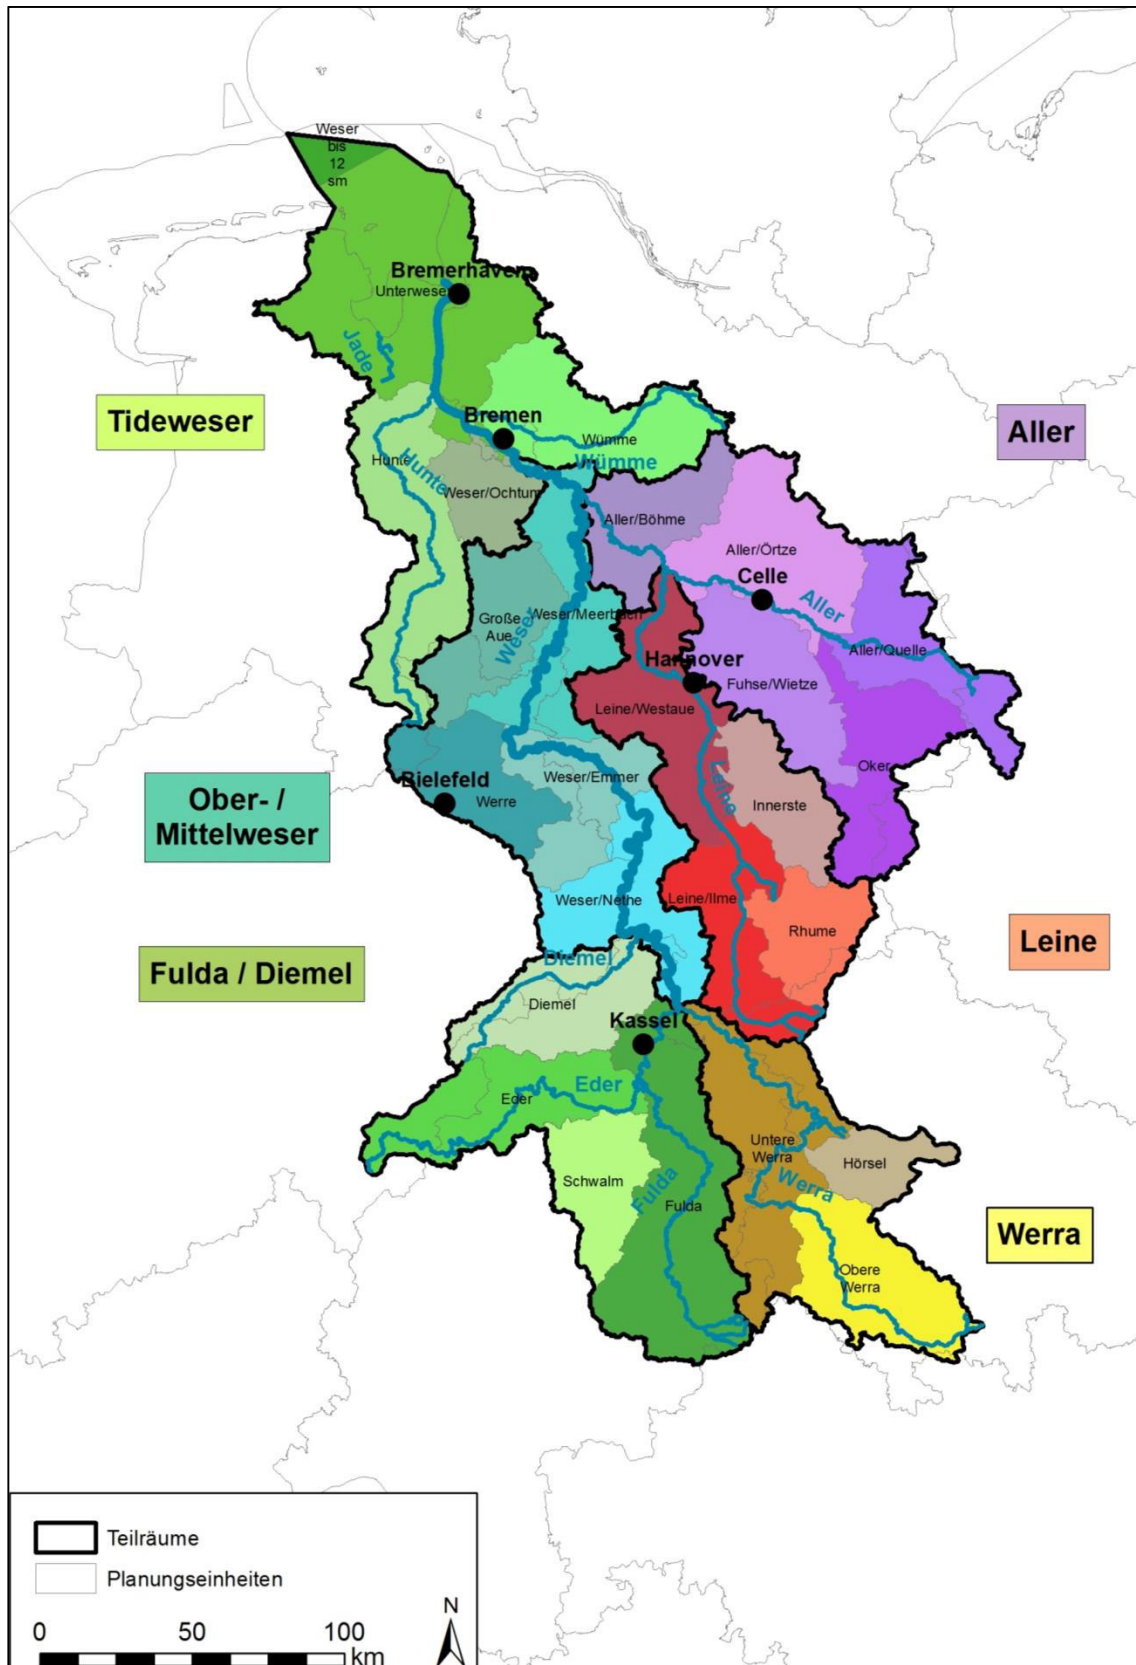 Weser
bis
12
sm
Bremerhaven
Unterweser
Jade
Tideweser
Bremen
Aller
Wümme
Wümme
Hunte
Hunte
Weser/Ochtum
Aller/Böhme
Aller/Örtze
Celle
Aller
Große
Aue
Weser
Weser/Meerbach
Aller/Quelle
Hannover
Fuhse/Wietze
Leine/Westaue
Bielefeld
Weser/Emmer
Leine
Oker
Ober- /
Mittelweser
Werre
Innerste
Weser/Nethe
Leine/Ilme
Rhume
Leine
Fulda / Diemel
Diemel
Diemel
Kassel
Eder
Eder
Untere
Werra
Hörsel
Schwalm
Fulda
Fulda
Werra
Werra
Obere
Werra
Teilräume
Planungseinheiten
N
0 50 100
km